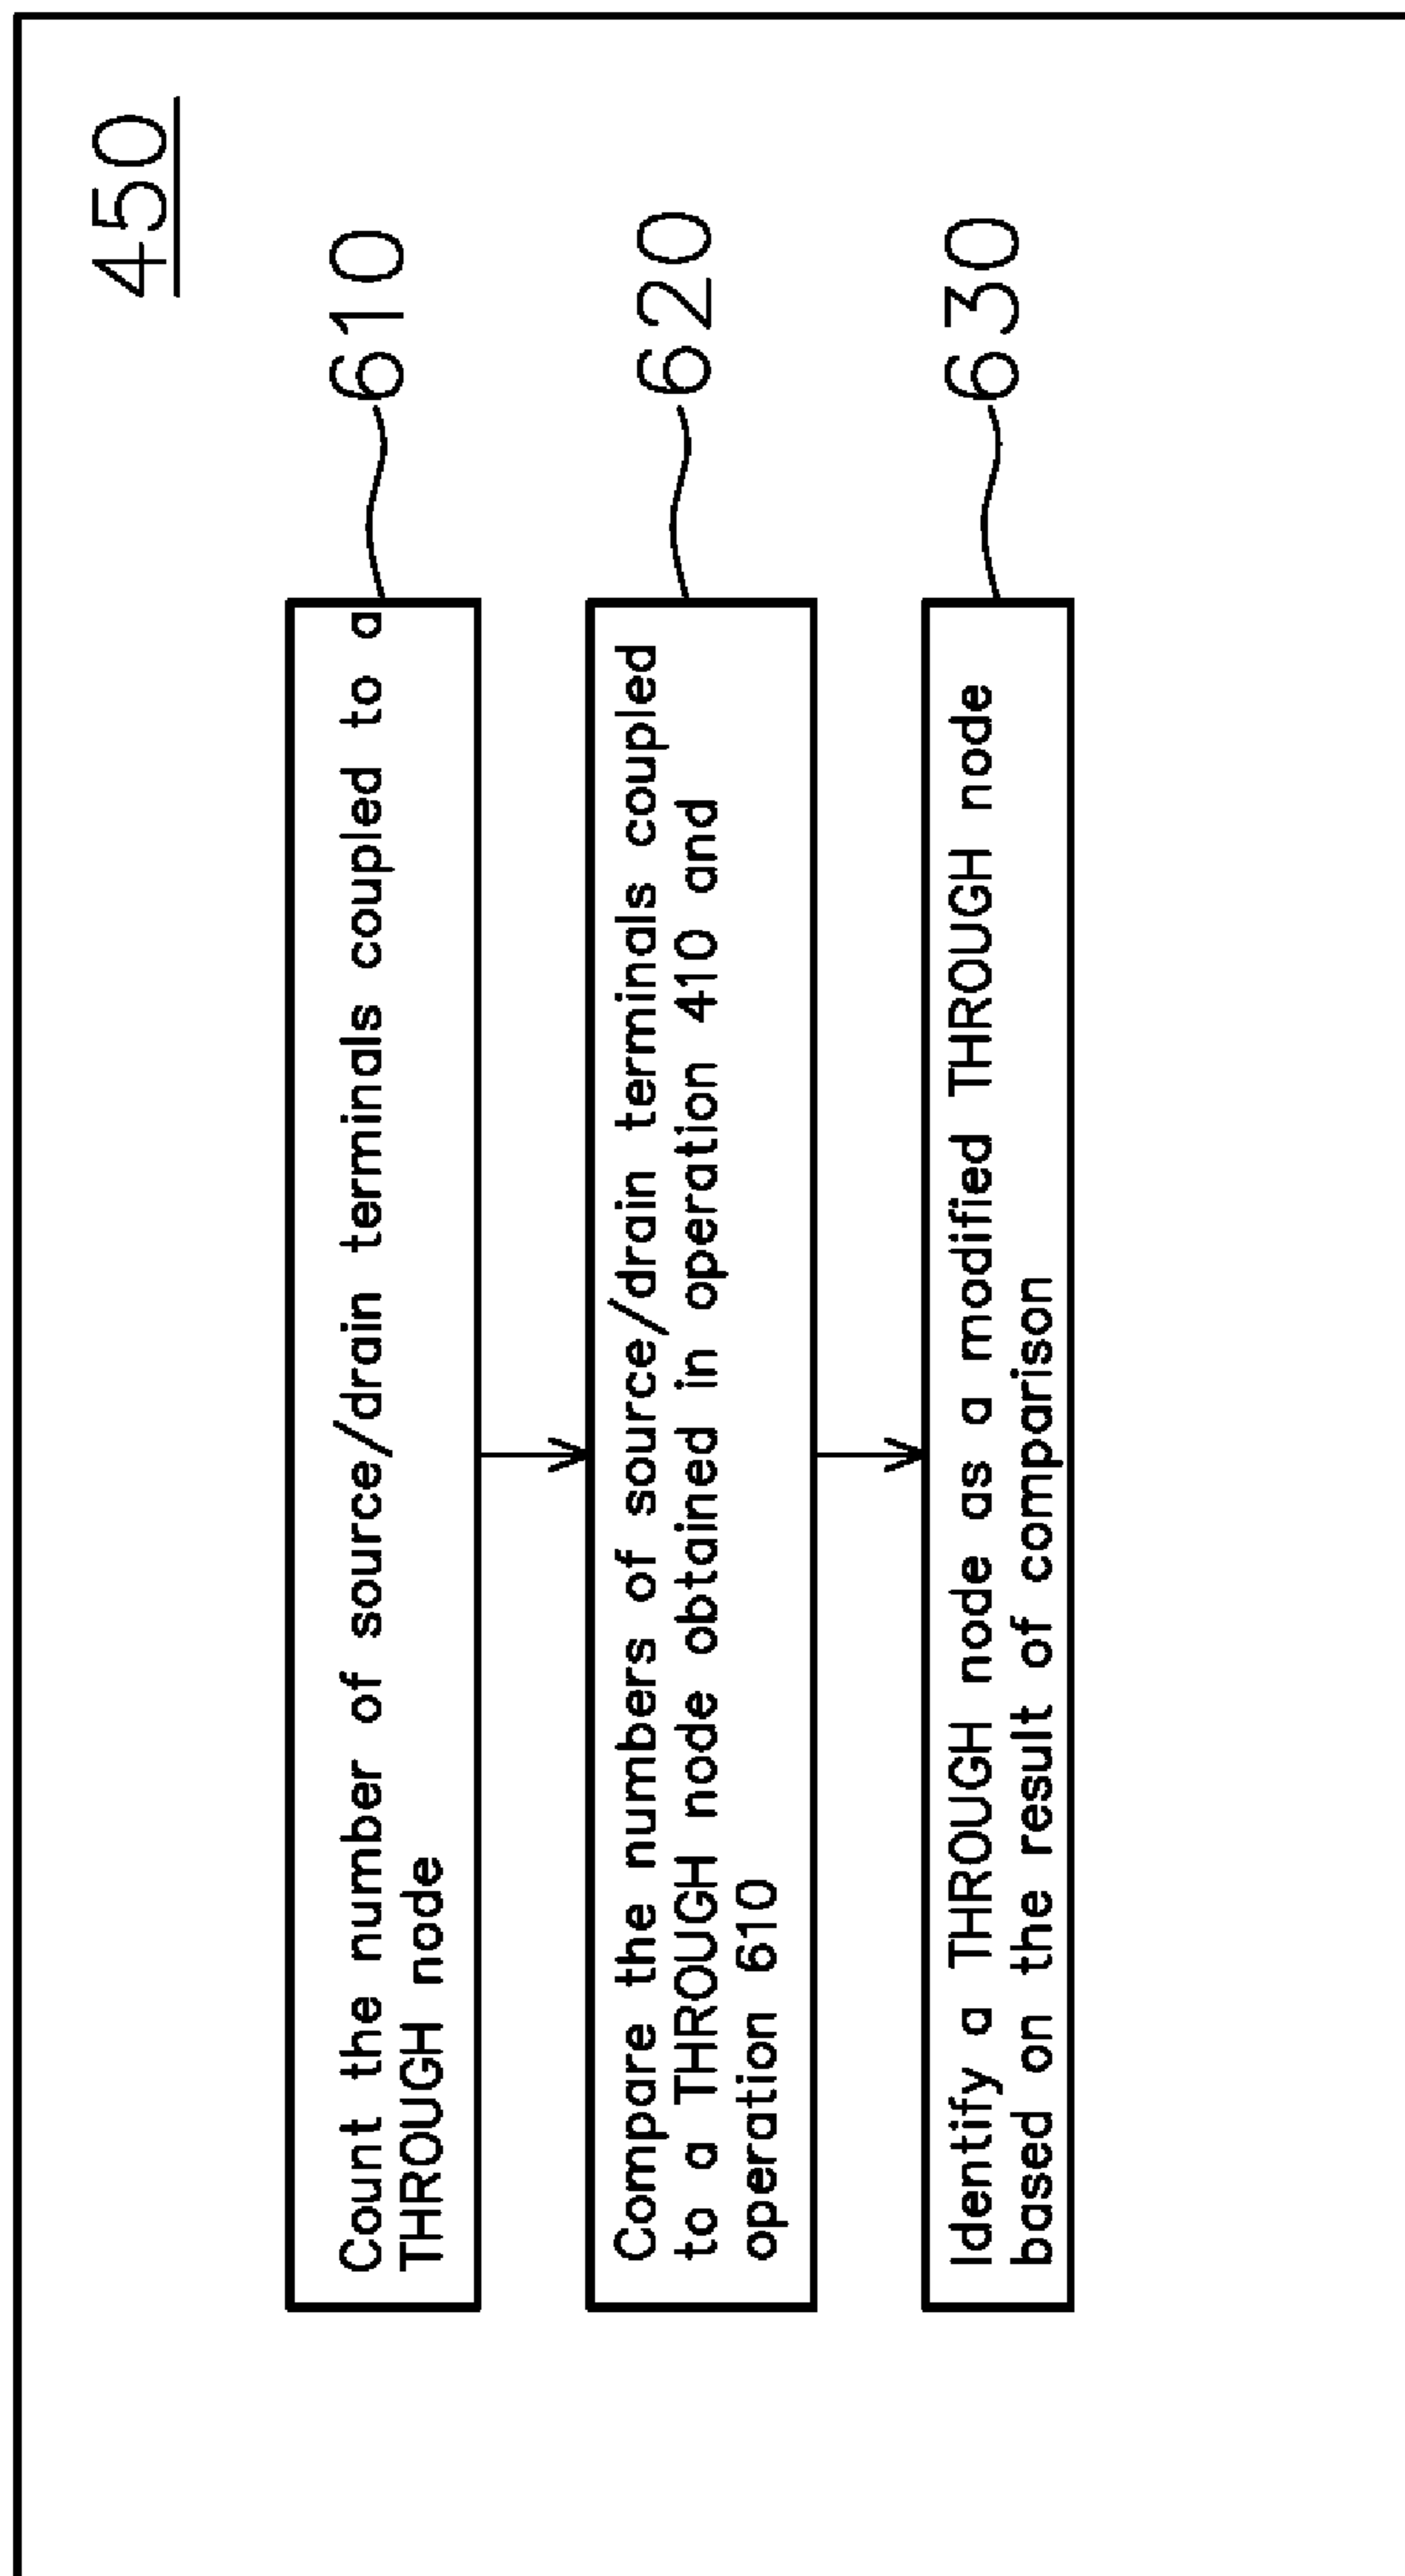 450
Count the number of source/drain terminals coupled to a
THROUGH node
610
Compare the numbers of source/drain terminals coupled
to a THROUGH node obtained in operation 410 and
operation 610
620
Identify a THROUGH node as a modified THROUGH node
based on the result of comparison
630